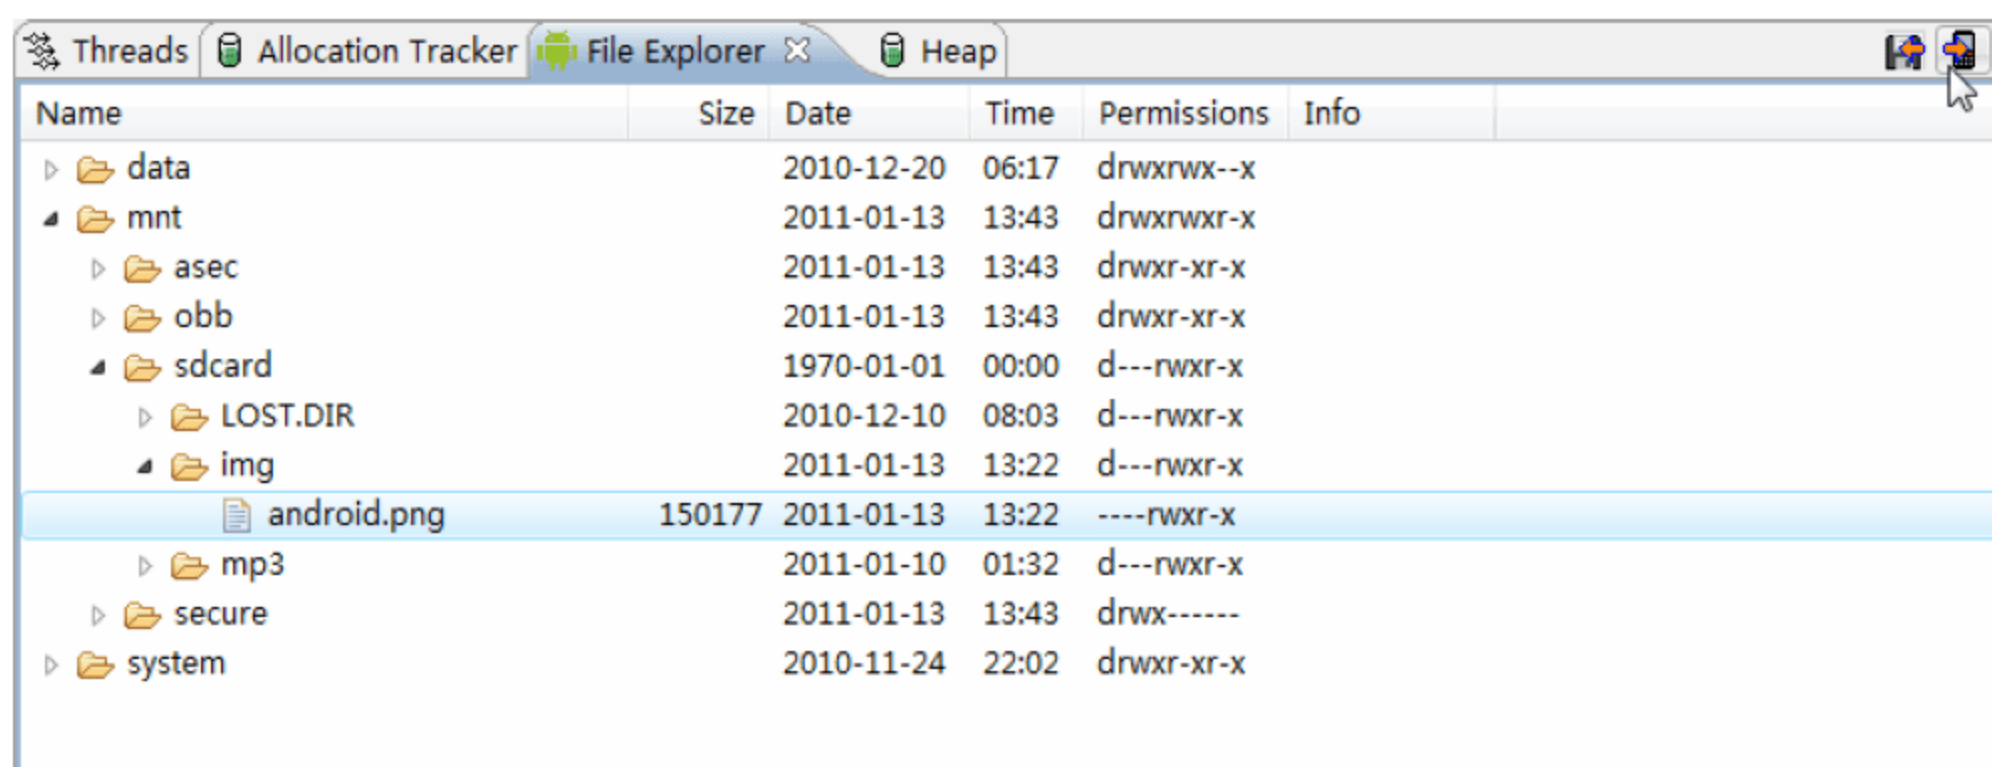 Threads Allocation Tracker File Explorer Heap
Name Size Date Time Permissions Info
data 2010-12-20 06:17 drwxrwx--x
mnt 2011-01-13 13:43 drwxrwxr-x
asec 2011-01-13 13:43 drwxr-xr-x
obb 2011-01-13 13:43 drwxr-xr-x
sdcard 1970-01-01 00:00 d---rwxr-x
LOST.DIR 2010-12-10 08:03 d---rwxr-x
img 2011-01-13 13:22 d---rwxr-x
android.png 150177 2011-01-13 13:22 ----rwxr-x
mp3 2011-01-10 01:32 d---rwxr-x
secure 2011-01-13 13:43 drwx------
system 2010-11-24 22:02 drwxr-xr-x